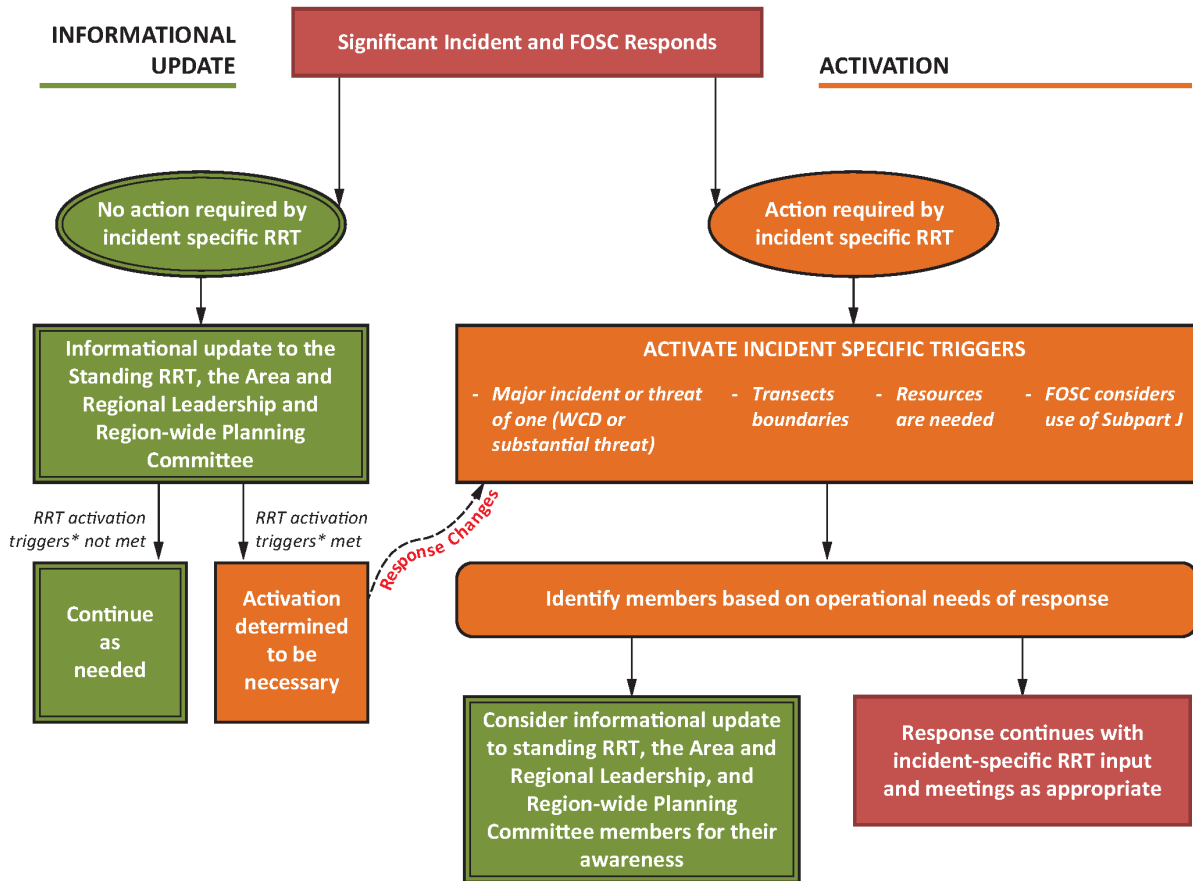 INFORMATIONAL
UPDATE
Significant Incident and FOSC Responds
ACTIVATION
No action required by
incident specific RRT
Action required by
incident specific RRT
Informational update to the
Standing RRT, the Area and
Regional Leadership and
Region-wide Planning
Committee
ACTIVATE INCIDENT SPECIFIC TRIGGERS
- Major incident or threat
of one (WCD or
substantial threat)
- Transects
boundaries
- Resources
are needed
- FOSC considers
use of Subpart J
RRT activation
triggers* not met
RRT activation
triggers* met
Response Changes
Continue
as
needed
Activation
determined
to be
necessary
Identify members based on operational needs of response
Consider informational update
to standing RRT, the Area and
Regional Leadership, and
Region-wide Planning
Committee members for their
awareness
Response continues with
incident-specific RRT input
and meetings as appropriate